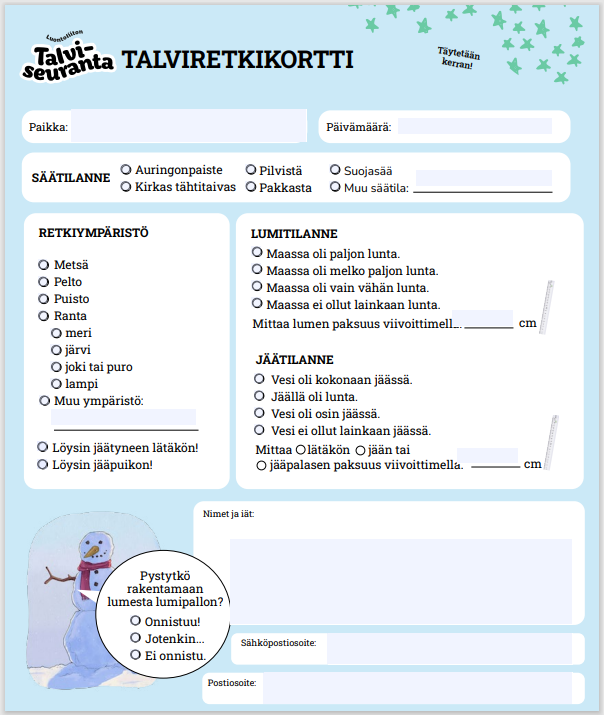 Luontoliiton
Talvi-
seuranta
TALVIRETKIKORTTI
Täytetään
kerran!
Paikka:
Päivämäärä:
SÄÄTILANNE
Auringonpaiste
Pilvistä
Suojasää
Kirkas tähtitaivas
Pakkasta
Muu säätila:
RETKIYMPÄRISTÖ
Metsä
Pelto
Puisto
Ranta
meri
järvi
joki tai puro
lampi
Muu ympäristö:
Löysin jäätyneen lätäkön!
Löysin jääpuikon!
LUMITILANNE
Maassa oli paljon lunta.
Maassa oli melko paljon lunta.
Maassa oli vain vähän lunta.
Maassa ei ollut lainkaan lunta.
Mittaa lumen paksuus viivoittimella. cm
JÄÄTILANNE
Vesi oli kokonaan jäässä.
Jäällä oli lunta.
Vesi oli osin jäässä.
Vesi ei ollut lainkaan jäässä.
Mittaa lätäkön jään tai
jääpalasen paksuus viivoittimella. cm
Pystytkö
rakentamaan
lumesta lumipallon?
Onnistuu!
Jotenkin...
Ei onnistu.
Nimet ja iät:
Sähköpostiosoite:
Postiosoite: